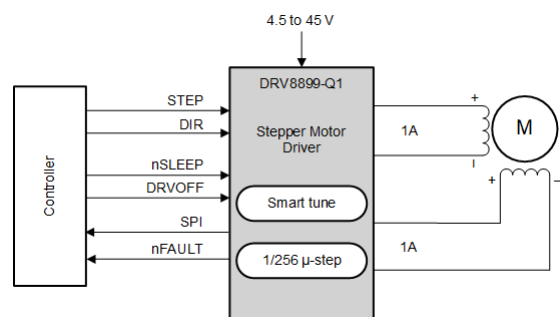 4.5 to 45 V
DRV8899-Q1
Stepper Motor
Driver
Controller
STEP
DIR
nSLEEP
DRVOFF
SPI
nFAULT
Smart tune
1/256 µ-step
+
1A
–
M
+ –
1A